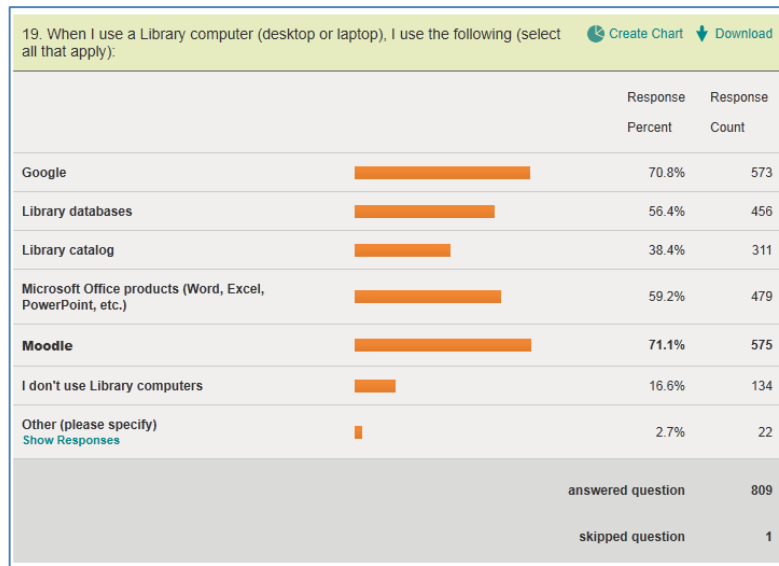 19. When I use a Library computer (desktop or laptop), I use the following (select
all that apply):
Create Chart
Download
Response
Percent
Response
Count
Google 70.8% 573
Library databases 56.4% 456
Library catalog 38.4% 311
Microsoft Office products (Word, Excel,
PowerPoint, etc.) 59.2% 479
Moodle 71.1% 575
I don't use Library computers 16.6% 134
Other (please specify)
Show Responses
2.7% 22
answered question 809
skipped question 1